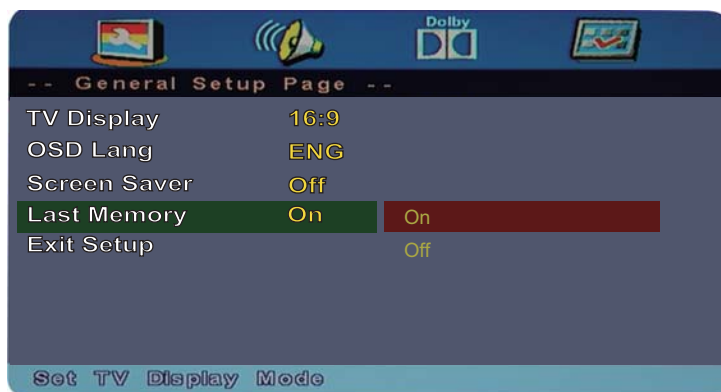 Dolby
-- General Setup Page --
TV Display 16:9
OSD Lang ENG
Screen Saver Off
Last Memory On On
Exit Setup Off
Set TV Display Mode